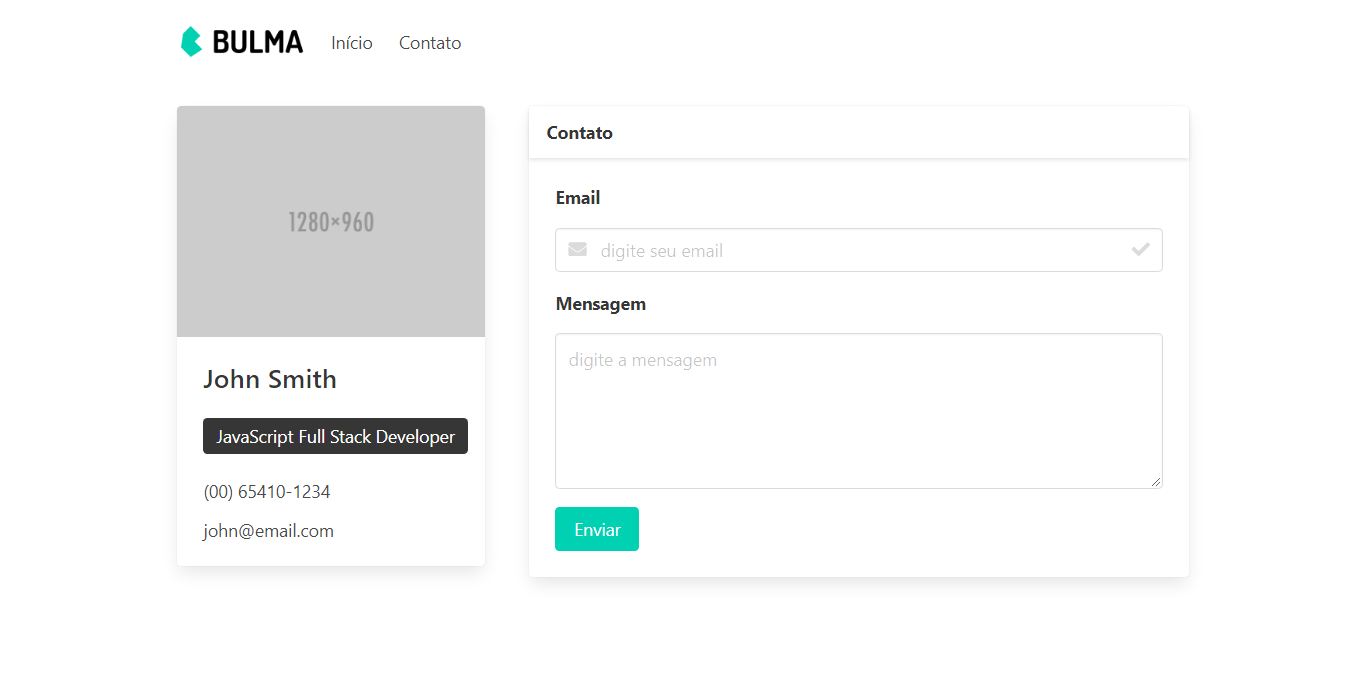 BULMA Início Contato
1280×960
John Smith
JavaScript Full Stack Developer
(00) 65410-1234
john@email.com
Contato
Email
digite seu email
Mensagem
digite a mensagem
Enviar